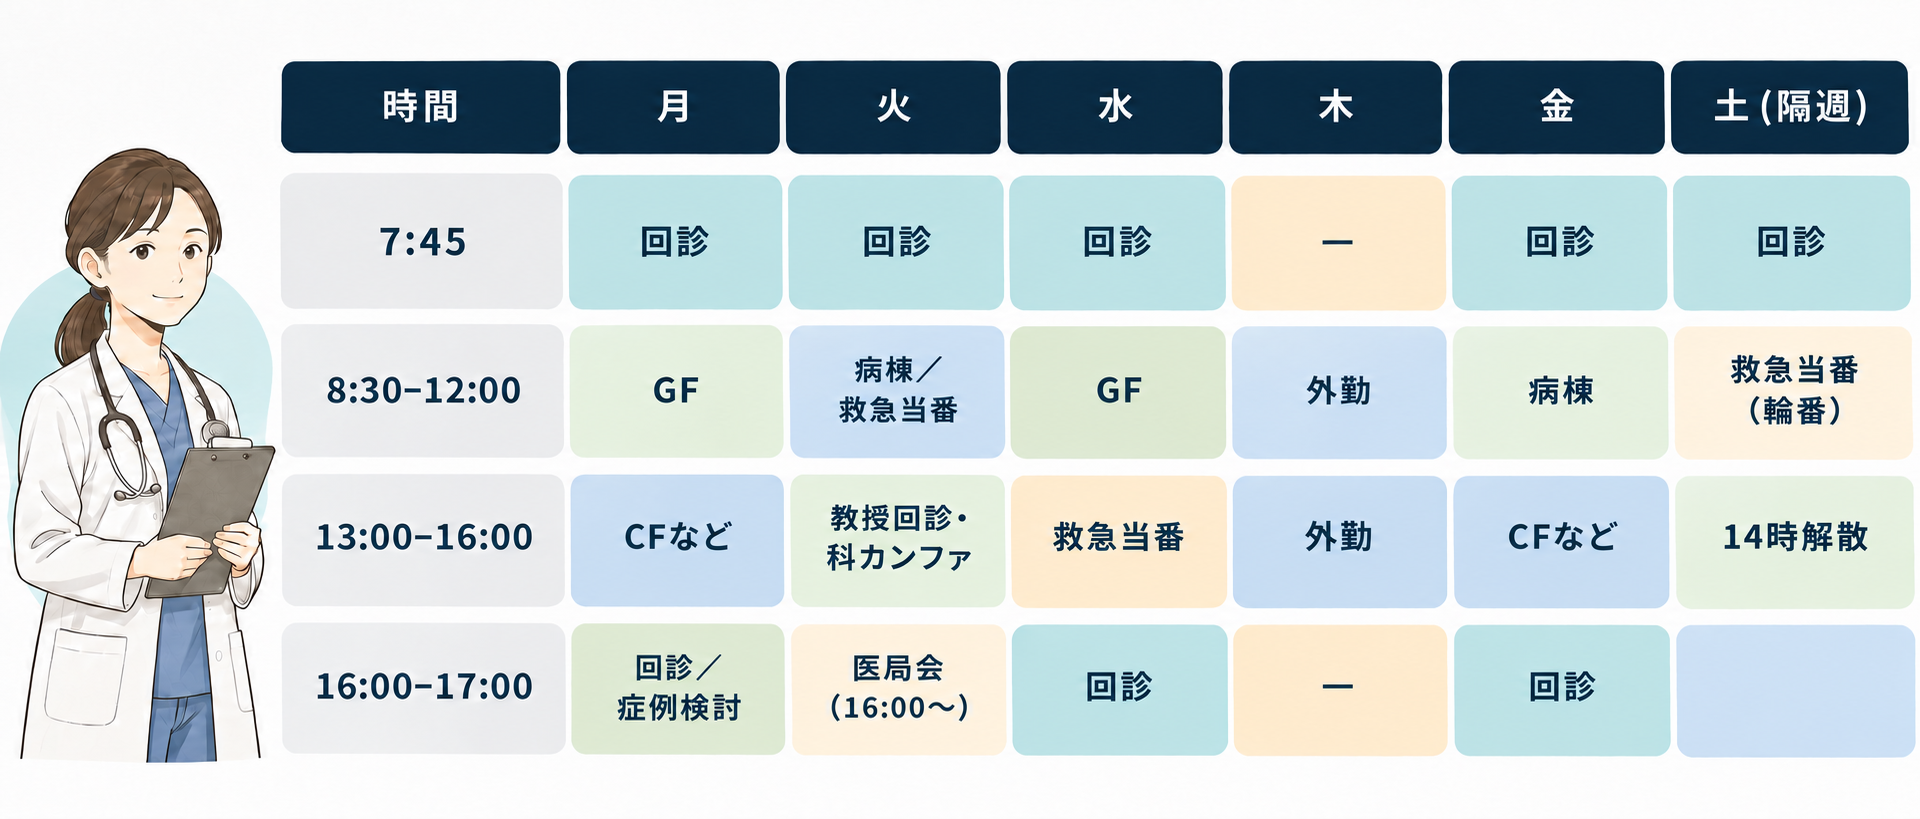 時間 月 火 水 木 金 土(隔週)
7:45 回診 回診 回診 ー 回診 回診
8:30−12:00 GF 病棟／ GF 外勤 病棟 救急当番
救急当番 （輪番）
13:00−16:00 CFなど 教授回診・ 救急当番 外勤 CFなど 14時解散
科カンファ
16:00−17:00 回診／ 医局会 回診 ー 回診
症例検討 （16:00〜）